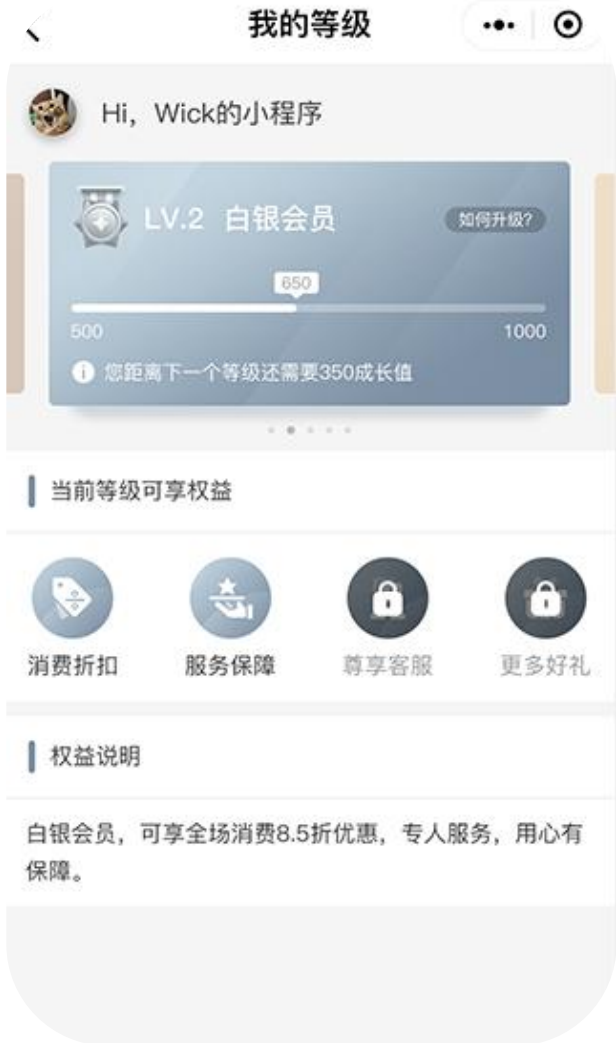 我的等级
Hi，Wick的小程序
LV.2 白银会员
如何升级?
650
500
1000
您距离下一个等级还需要350成长值
当前等级可享权益
消费折扣
服务保障
尊享客服
更多好礼
权益说明
白银会员，可享全场消费8.5折优惠，专人服务，用心有
保障。